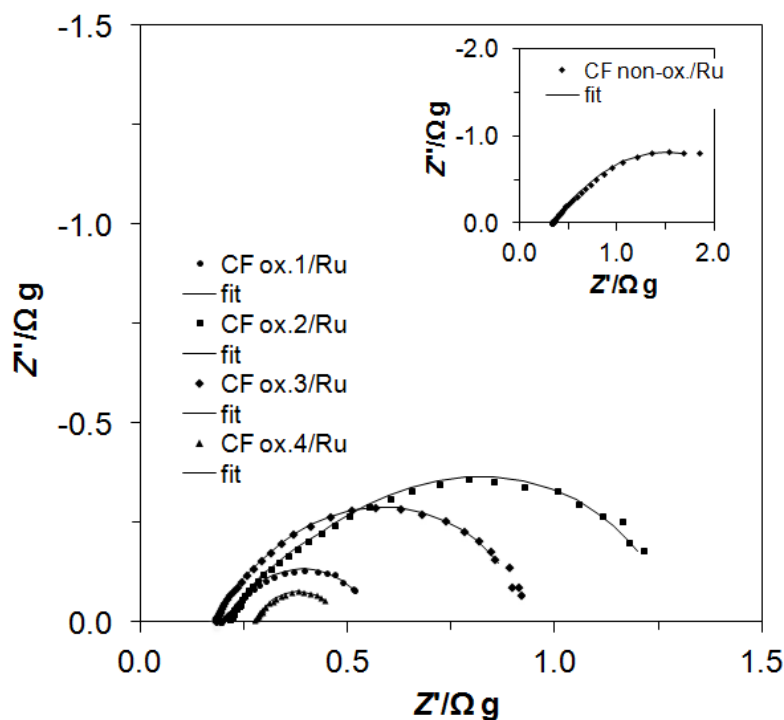 -1.5
-1.0
-0.5
0.0
Z''/Ω g
0.0 0.5 1.0 1.5
Z'/Ω g
CF ox.1/Ru
fit
CF ox.2/Ru
fit
CF ox.3/Ru
fit
CF ox.4/Ru
fit
-2.0
-1.0
0.0
Z''/Ω g
CF non-ox./Ru
fit
0.0 1.0 2.0
Z'/Ω g